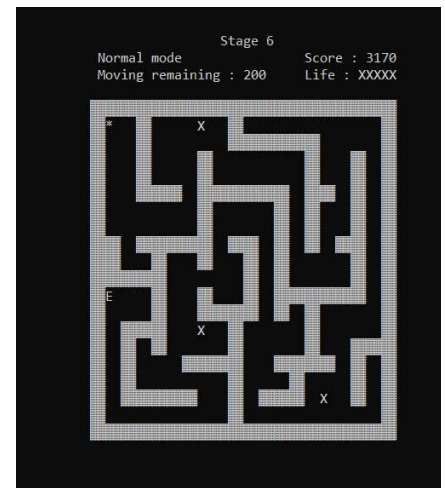 Stage 6
Normal mode Score : 3170
Moving remaining : 200 Life : XXXXX
* X
E
X
X